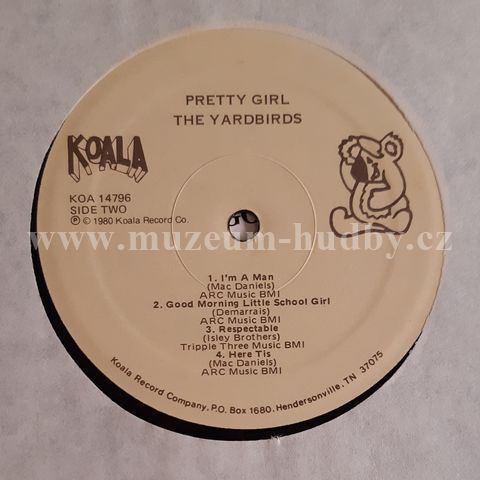 PRETTY GIRL
THE YARDBIRDS
KOALA
KOA 14796
SIDE TWO
Ⓟ © 1980 Koala Record Co.
www.muzeum-hudby.cz
1. I'm A Man
(Mac Daniels)
ARC Music BMI
2. Good Morning Little School Girl
(Demarrais)
ARC Music BMI
3. Respectable
(Isley Brothers)
Tripple Three Music BMI
4. Here Tis
(Mac Daniels)
ARC Music BMI
Koala Record Company, P.O. Box 1680, Hendersonville, TN 37075